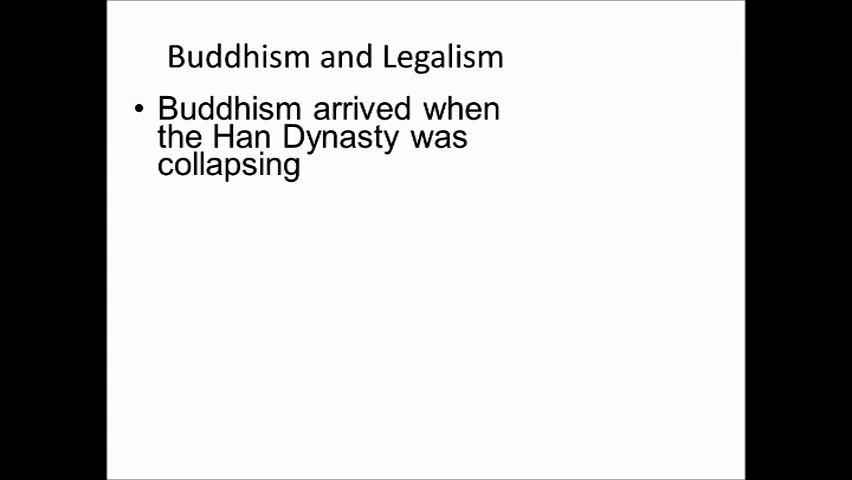 Buddhism and Legalism
• Buddhism arrived when
the Han Dynasty was
collapsing